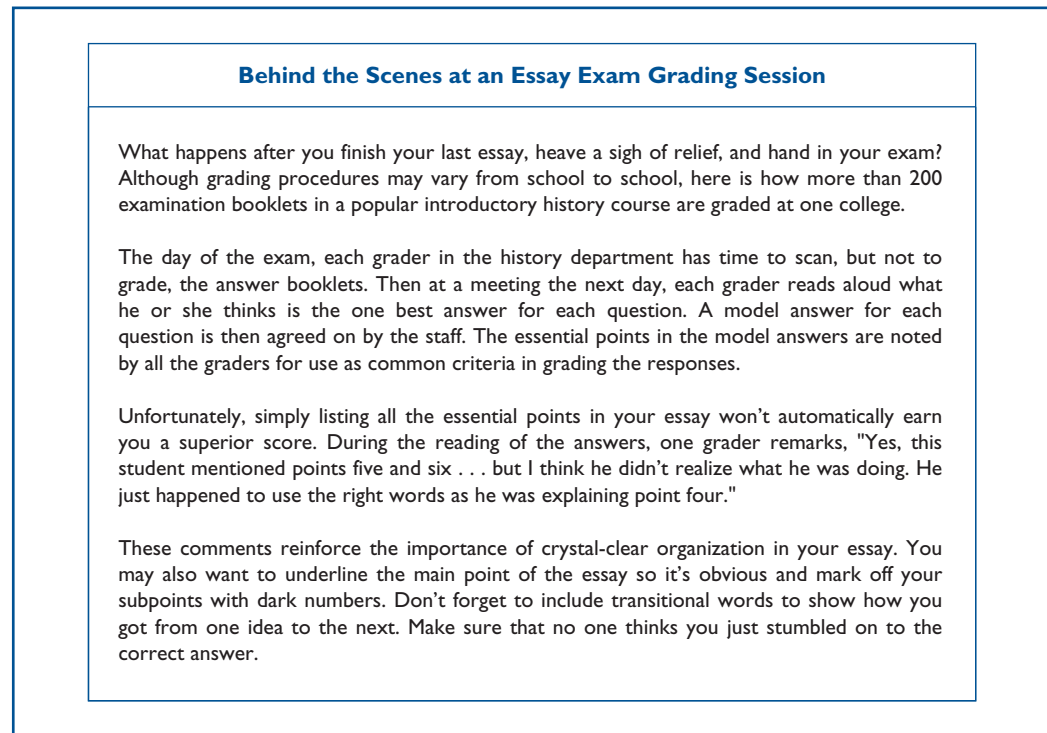 Behind the Scenes at an Essay Exam Grading Session
What happens after you finish your last essay, heave a sigh of relief, and hand in your exam?
Although grading procedures may vary from school to school, here is how more than 200
examination booklets in a popular introductory history course are graded at one college.
The day of the exam, each grader in the history department has time to scan, but not to
grade, the answer booklets. Then at a meeting the next day, each grader reads aloud what
he or she thinks is the one best answer for each question. A model answer for each
question is then agreed on by the staff. The essential points in the model answers are noted
by all the graders for use as common criteria in grading the responses.
Unfortunately, simply listing all the essential points in your essay won’t automatically earn
you a superior score. During the reading of the answers, one grader remarks, "Yes, this
student mentioned points five and six . . . but I think he didn’t realize what he was doing. He
just happened to use the right words as he was explaining point four."
These comments reinforce the importance of crystal-clear organization in your essay. You
may also want to underline the main point of the essay so it’s obvious and mark off your
subpoints with dark numbers. Don’t forget to include transitional words to show how you
got from one idea to the next. Make sure that no one thinks you just stumbled on to the
correct answer.